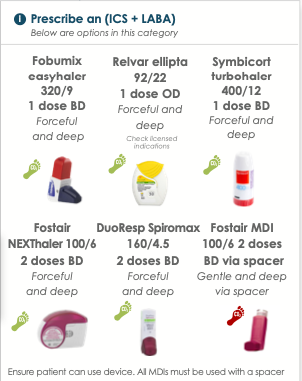 i Prescribe an (ICS + LABA)
Below are options in this category
Fobumix
easyhaler
320/9
1 dose BD
Forceful
and deep
Relvar ellipta
92/22
1 dose OD
Forceful and
deep
Check licensed
indications
Symbicort
turbohaler
400/12
1 dose BD
Forceful and
deep
Fostair
NEXThaler 100/6
2 doses BD
Forceful
and deep
DuoResp Spiromax
160/4.5
2 doses BD
Forceful
and deep
Fostair MDI
100/6 2 doses
BD via spacer
Gentle and deep
via spacer
Ensure patient can use device. All MDIs must be used with a spacer